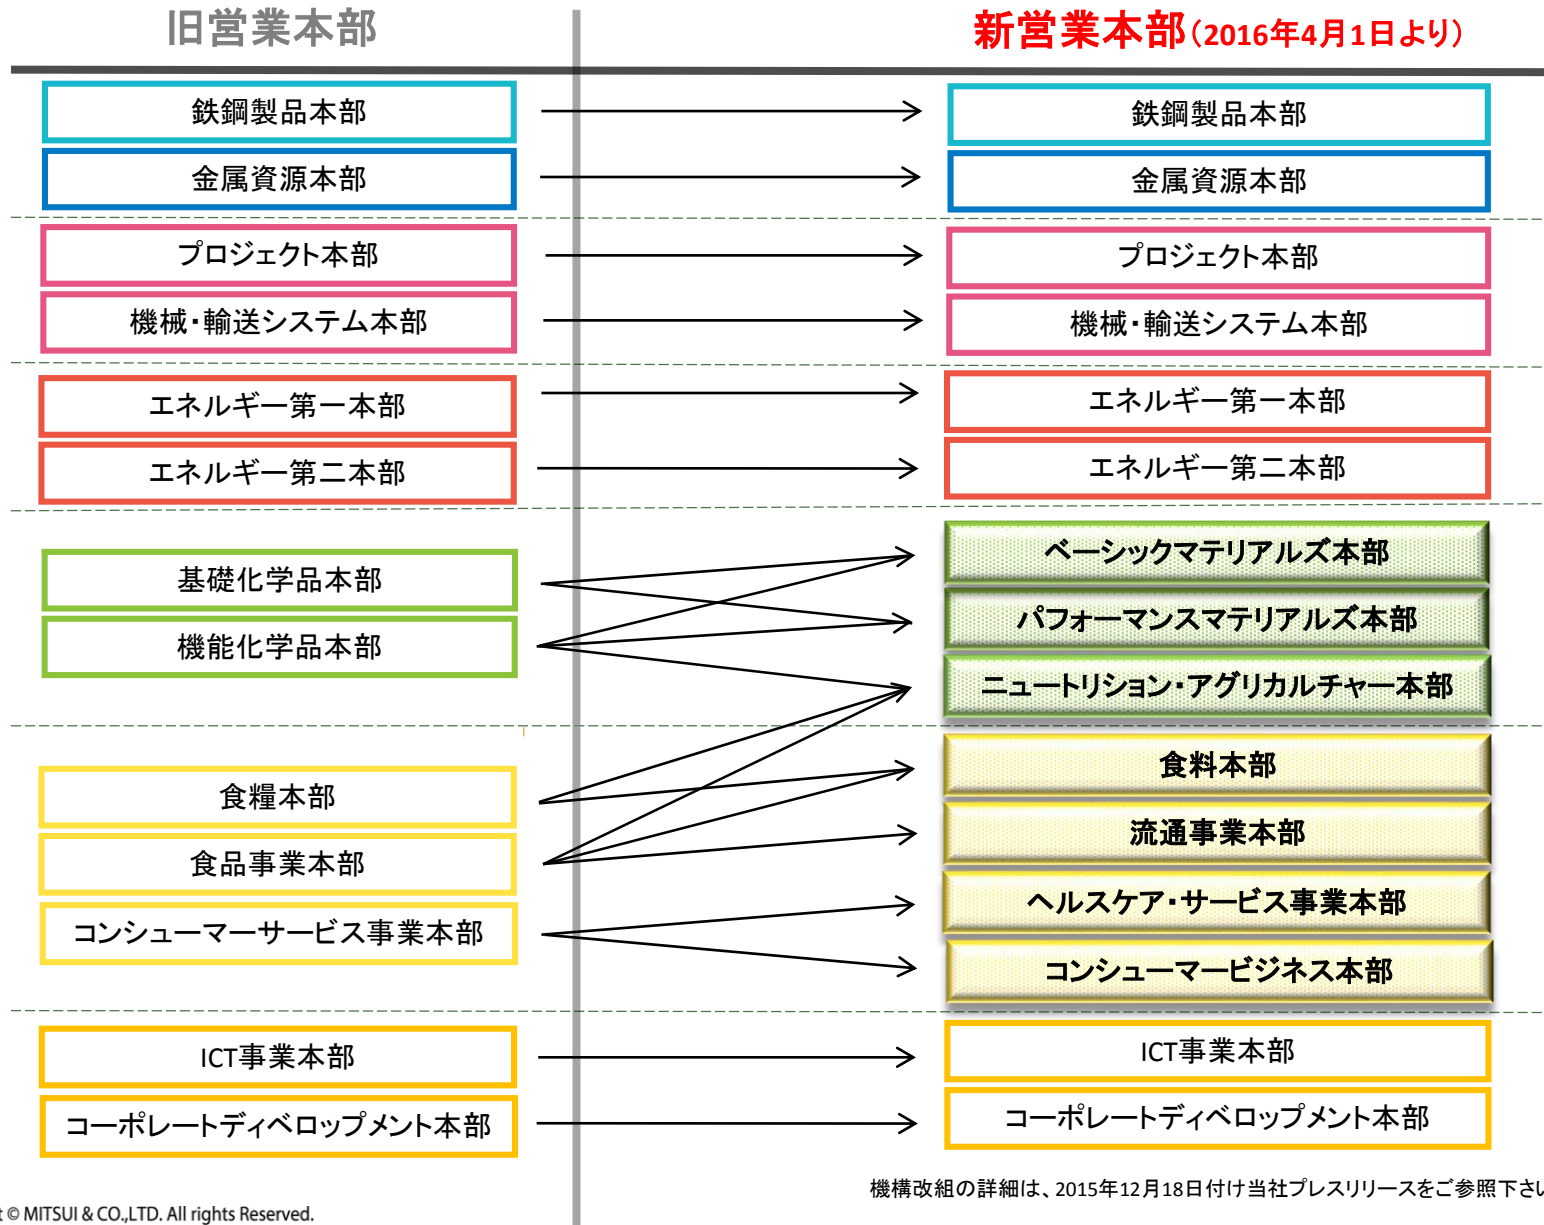 旧営業本部
新営業本部(2016年4月1日より)
鉄鋼製品本部
鉄鋼製品本部
金属資源本部
金属資源本部
プロジェクト本部
プロジェクト本部
機械・輸送システム本部
機械・輸送システム本部
エネルギー第一本部
エネルギー第一本部
エネルギー第二本部
エネルギー第二本部
基礎化学品本部
機能化学品本部
ベーシックマテリアルズ本部
パフォーマンスマテリアルズ本部
ニュートリション・アグリカルチャー本部
食糧本部
食品事業本部
コンシューマーサービス事業本部
食料本部
流通事業本部
ヘルスケア・サービス事業本部
コンシューマービジネス本部
ICT事業本部
ICT事業本部
コーポレートディベロップメント本部
コーポレートディベロップメント本部
機構改組の詳細は、2015年12月18日付け当社プレスリリースをご参照下さい
t © MITSUI & CO.,LTD. All rights Reserved.